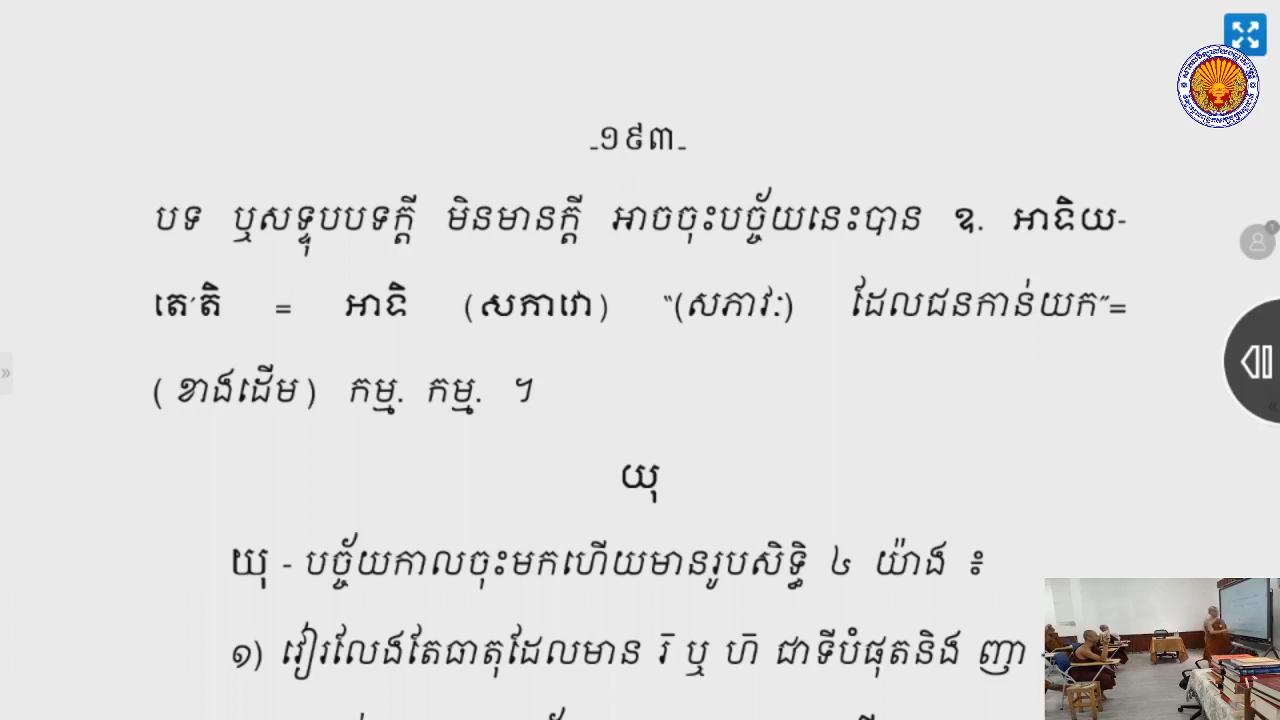 -១៩៣-
បទ ឬសទ្ទុបបទក្ដី មិនមានក្ដី អាចចុះបច្ច័យនេះបាន ឧ. អាទិយ-
តេ′តិ = អាទិ (សភាវោ) “(សភាវៈ) ដែលជនកាន់យក”=
(ខាងដើម) កម្ម. កម្ម. ។
យុ
យុ - បច្ច័យកាលចុះមកហើយមានរូបសិទ្ធិ ៤ យ៉ាង ៖
១) វៀរលែងតែធាតុដែលមាន រ៑ ឬ ហ៑ ជាទីបំផុតនិង ញា